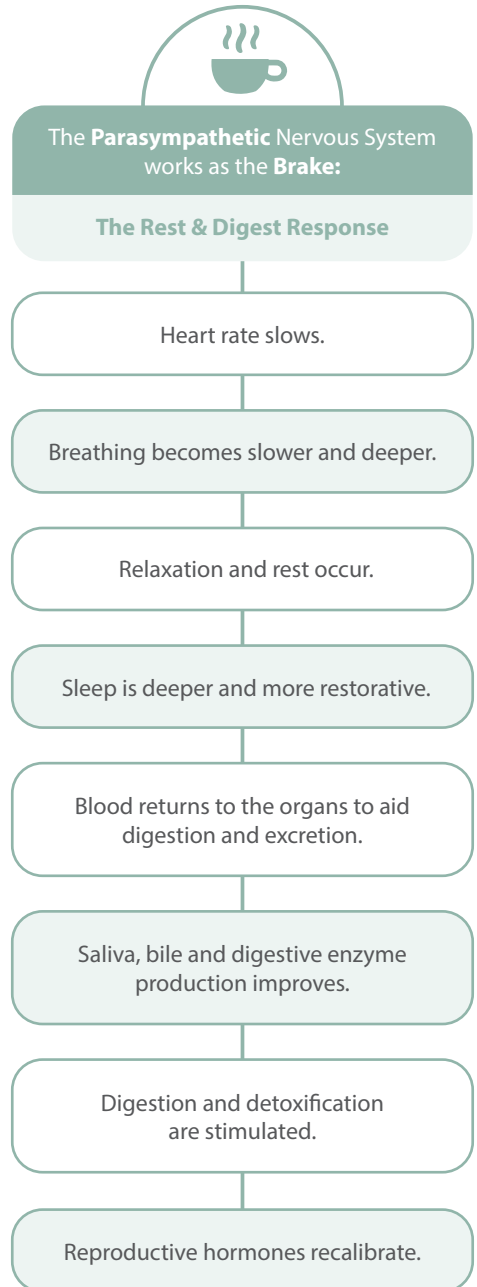 The Parasympathetic Nervous System
works as the Brake:
The Rest & Digest Response
Heart rate slows.
Breathing becomes slower and deeper.
Relaxation and rest occur.
Sleep is deeper and more restorative.
Blood returns to the organs to aid
digestion and excretion.
Saliva, bile and digestive enzyme
production improves.
Digestion and detoxification
are stimulated.
Reproductive hormones recalibrate.